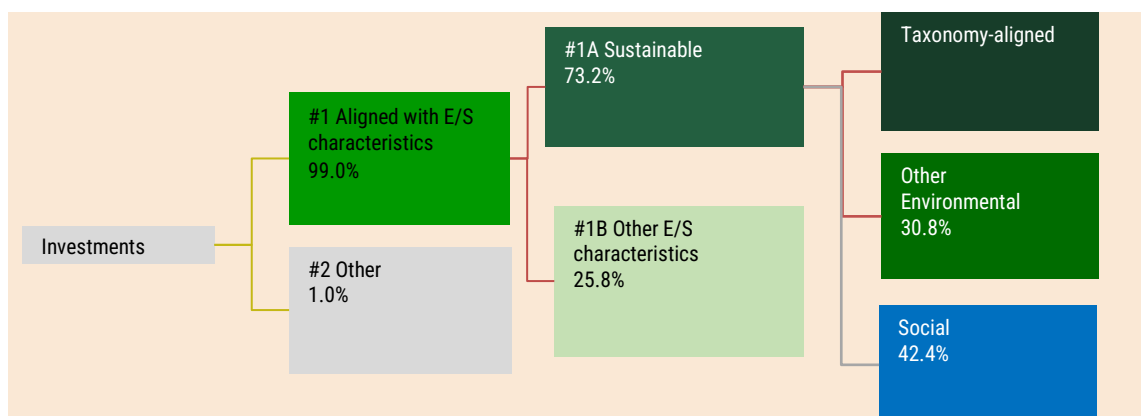 Investments
#1 Aligned with E/S
characteristics
99.0%
#2 Other
1.0%
#1A Sustainable
73.2%
#1B Other E/S
characteristics
25.8%
Taxonomy-aligned
Other
Environmental
30.8%
Social
42.4%